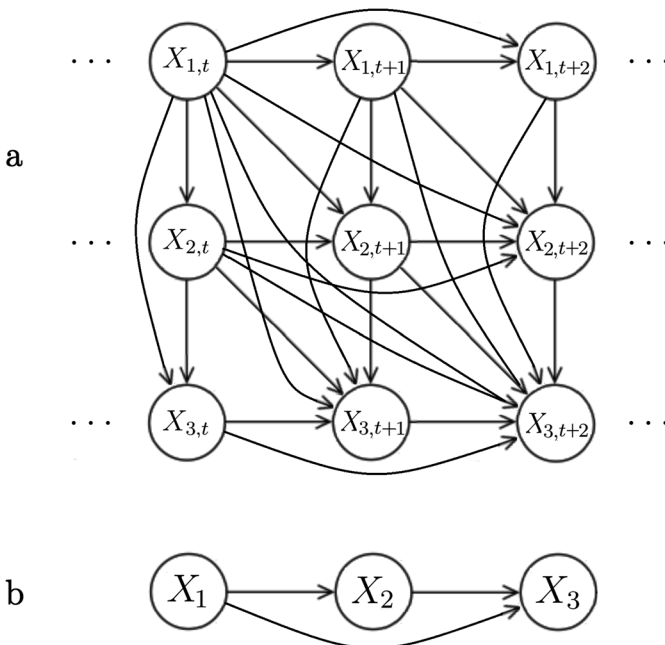 ··· X₁,ₜ X₁,ₜ₊₁ X₁,ₜ₊₂ ···
a
··· X₂,ₜ X₂,ₜ₊₁ X₂,ₜ₊₂ ···
··· X₃,ₜ X₃,ₜ₊₁ X₃,ₜ₊₂ ···
b X₁ X₂ X₃